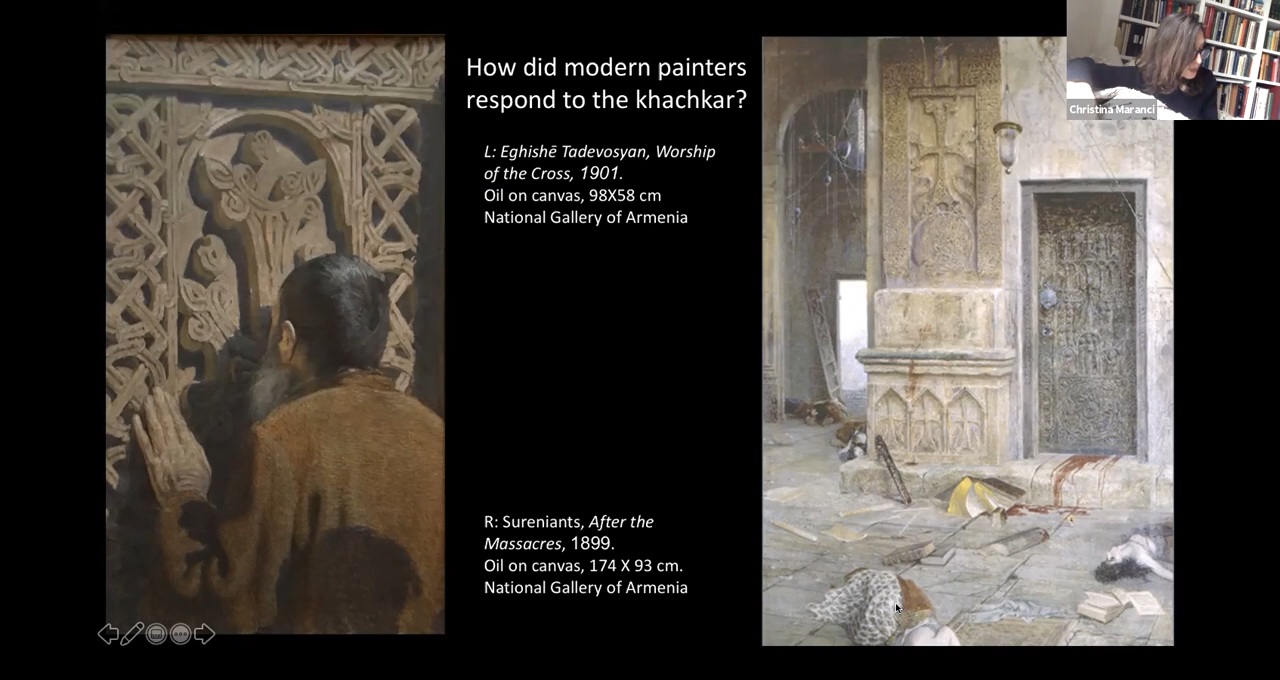 How did modern painters
respond to the khachkar?
L: Eghishē Tadevosyan, Worship
of the Cross, 1901.
Oil on canvas, 98X58 cm
National Gallery of Armenia
R: Sureniants, After the
Massacres, 1899.
Oil on canvas, 174 X 93 cm.
National Gallery of Armenia
Christina Maranci